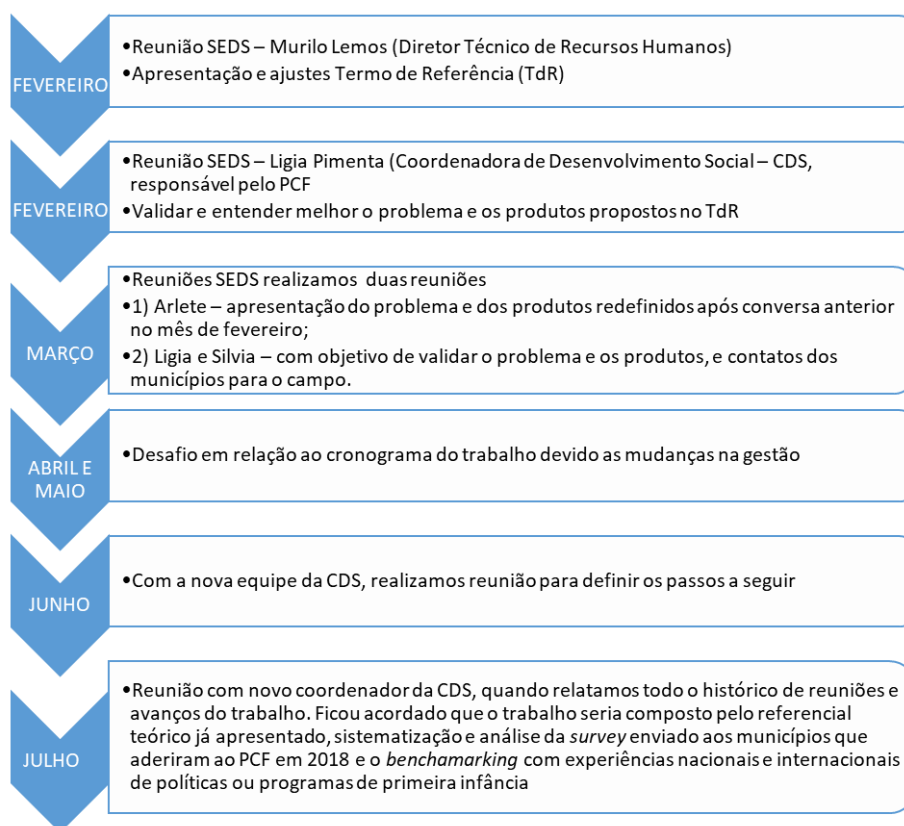 FEVEREIRO
•Reunião SEDS – Murilo Lemos (Diretor Técnico de Recursos Humanos)
•Apresentação e ajustes Termo de Referência (TdR)
FEVEREIRO
•Reunião SEDS – Ligia Pimenta (Coordenadora de Desenvolvimento Social – CDS,
responsável pelo PCF
•Validar e entender melhor o problema e os produtos propostos no TdR
MARÇO
•Reuniões SEDS realizamos duas reuniões
•1) Arlete – apresentação do problema e dos produtos redefinidos após conversa anterior
no mês de fevereiro;
•2) Ligia e Silvia – com objetivo de validar o problema e os produtos, e contatos dos
municípios para o campo.
ABRIL E
MAIO
•Desafio em relação ao cronograma do trabalho devido as mudanças na gestão
JUNHO
•Com a nova equipe da CDS, realizamos reunião para definir os passos a seguir
JULHO
•Reunião com novo coordenador da CDS, quando relatamos todo o histórico de reuniões e
avanços do trabalho. Ficou acordado que o trabalho seria composto pelo referencial
teórico já apresentado, sistematização e análise da survey enviado aos municípios que
aderiram ao PCF em 2018 e o benchamarking com experiências nacionais e internacionais
de políticas ou programas de primeira infância